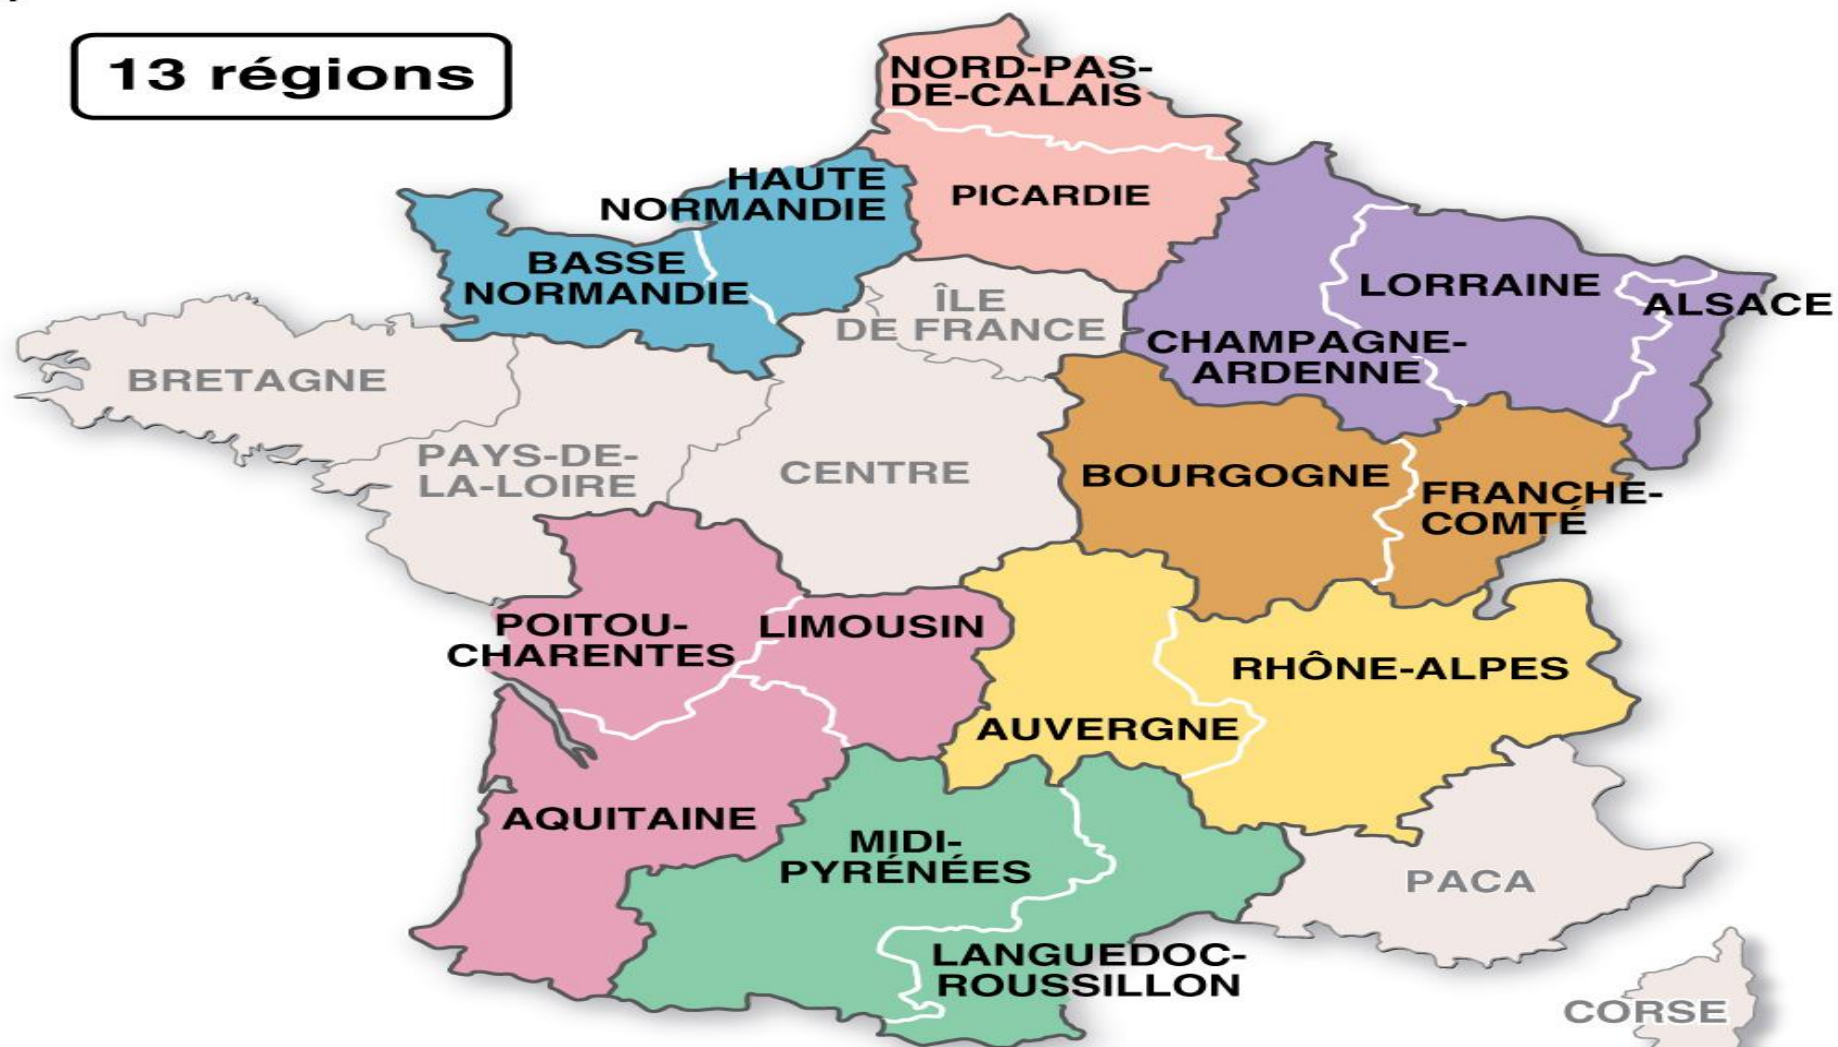 13 régions
NORD-PAS-
DE-CALAIS
HAUTE
NORMANDIE
PICARDIE
BASSE
NORMANDIE
ÎLE
DE FRANCE
LORRAINE
ALSACE
CHAMPAGNE-
ARDENNE
BRETAGNE
PAYS-DE-
LA-LOIRE
CENTRE
BOURGOGNE
FRANCHE-
COMTÉ
POITOU-
CHARENTES
LIMOUSIN
RHÔNE-ALPES
AUVERGNE
AQUITAINE
MIDI-
PYRÉNÉES
PACA
LANGUEDOC-
ROUSSILLON
CORSE